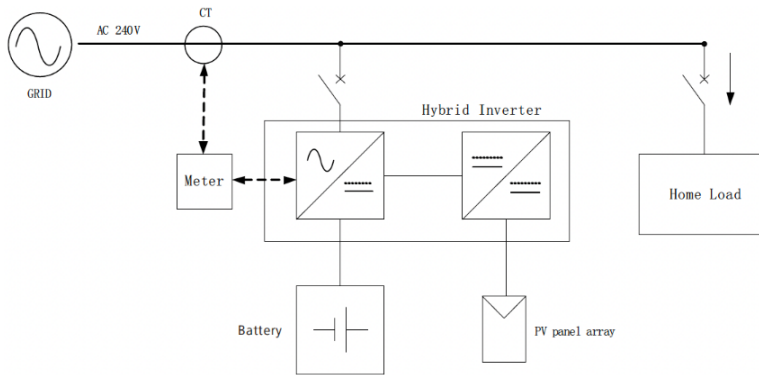 CT
AC 240V
GRID
Hybrid Inverter
Meter
Home Load
Battery
PV panel array